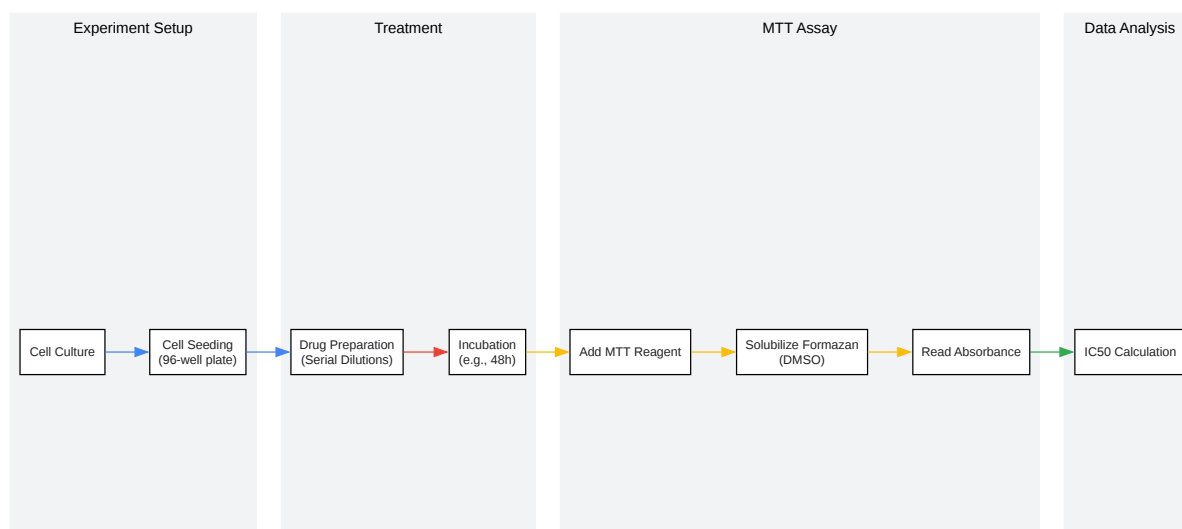 Experiment Setup
Treatment
MTT Assay
Data Analysis
Cell Culture
Cell Seeding
(96-well plate)
Drug Preparation
(Serial Dilutions)
Incubation
(e.g., 48h)
Add MTT Reagent
Solubilize Formazan
(DMSO)
Read Absorbance
IC50 Calculation